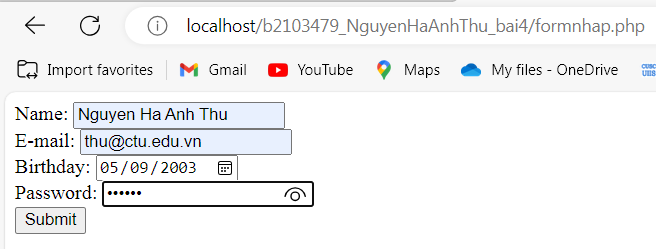 localhost/b2103479_NguyenHaAnhThu_bai4/formnhap.php
Import favorites Gmail YouTube Maps My files - OneDrive
Name: Nguyen Ha Anh Thu
E-mail: thu@ctu.edu.vn
Birthday: 05/09/2003
Password: ••••••
Submit